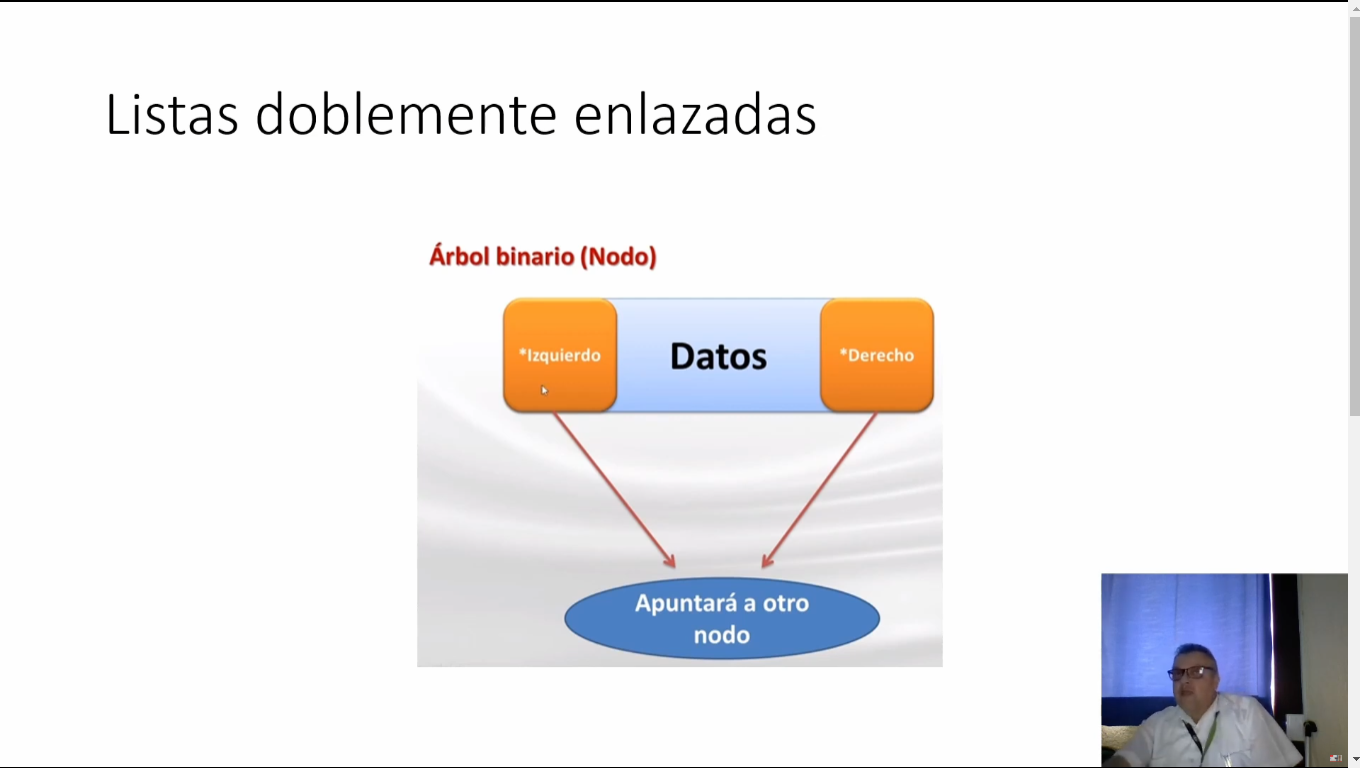 Listas doblemente enlazadas
Árbol binario (Nodo)
*Izquierdo
Datos
*Derecho
Apuntará a otro
nodo